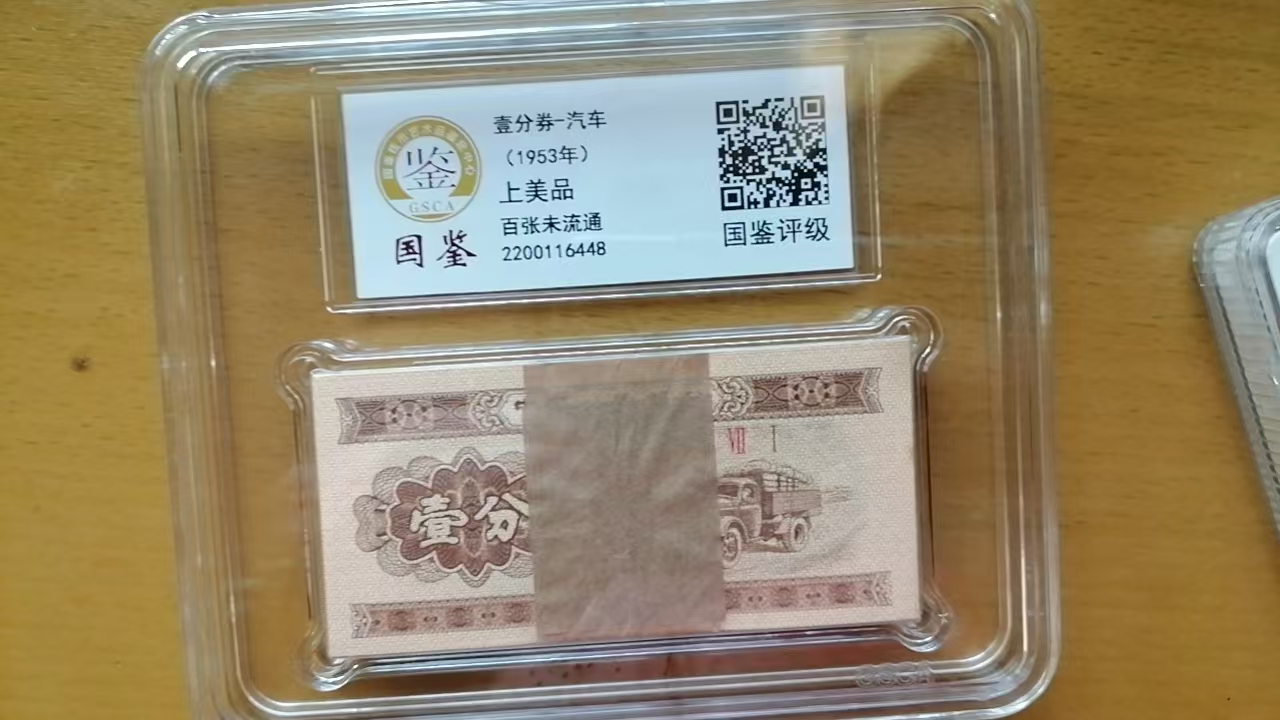 壹分券-汽车
(1953年)
上美品
百张未流通
2200116448
鉴
GSCA
国鉴
国鉴评级
壹分
VII I